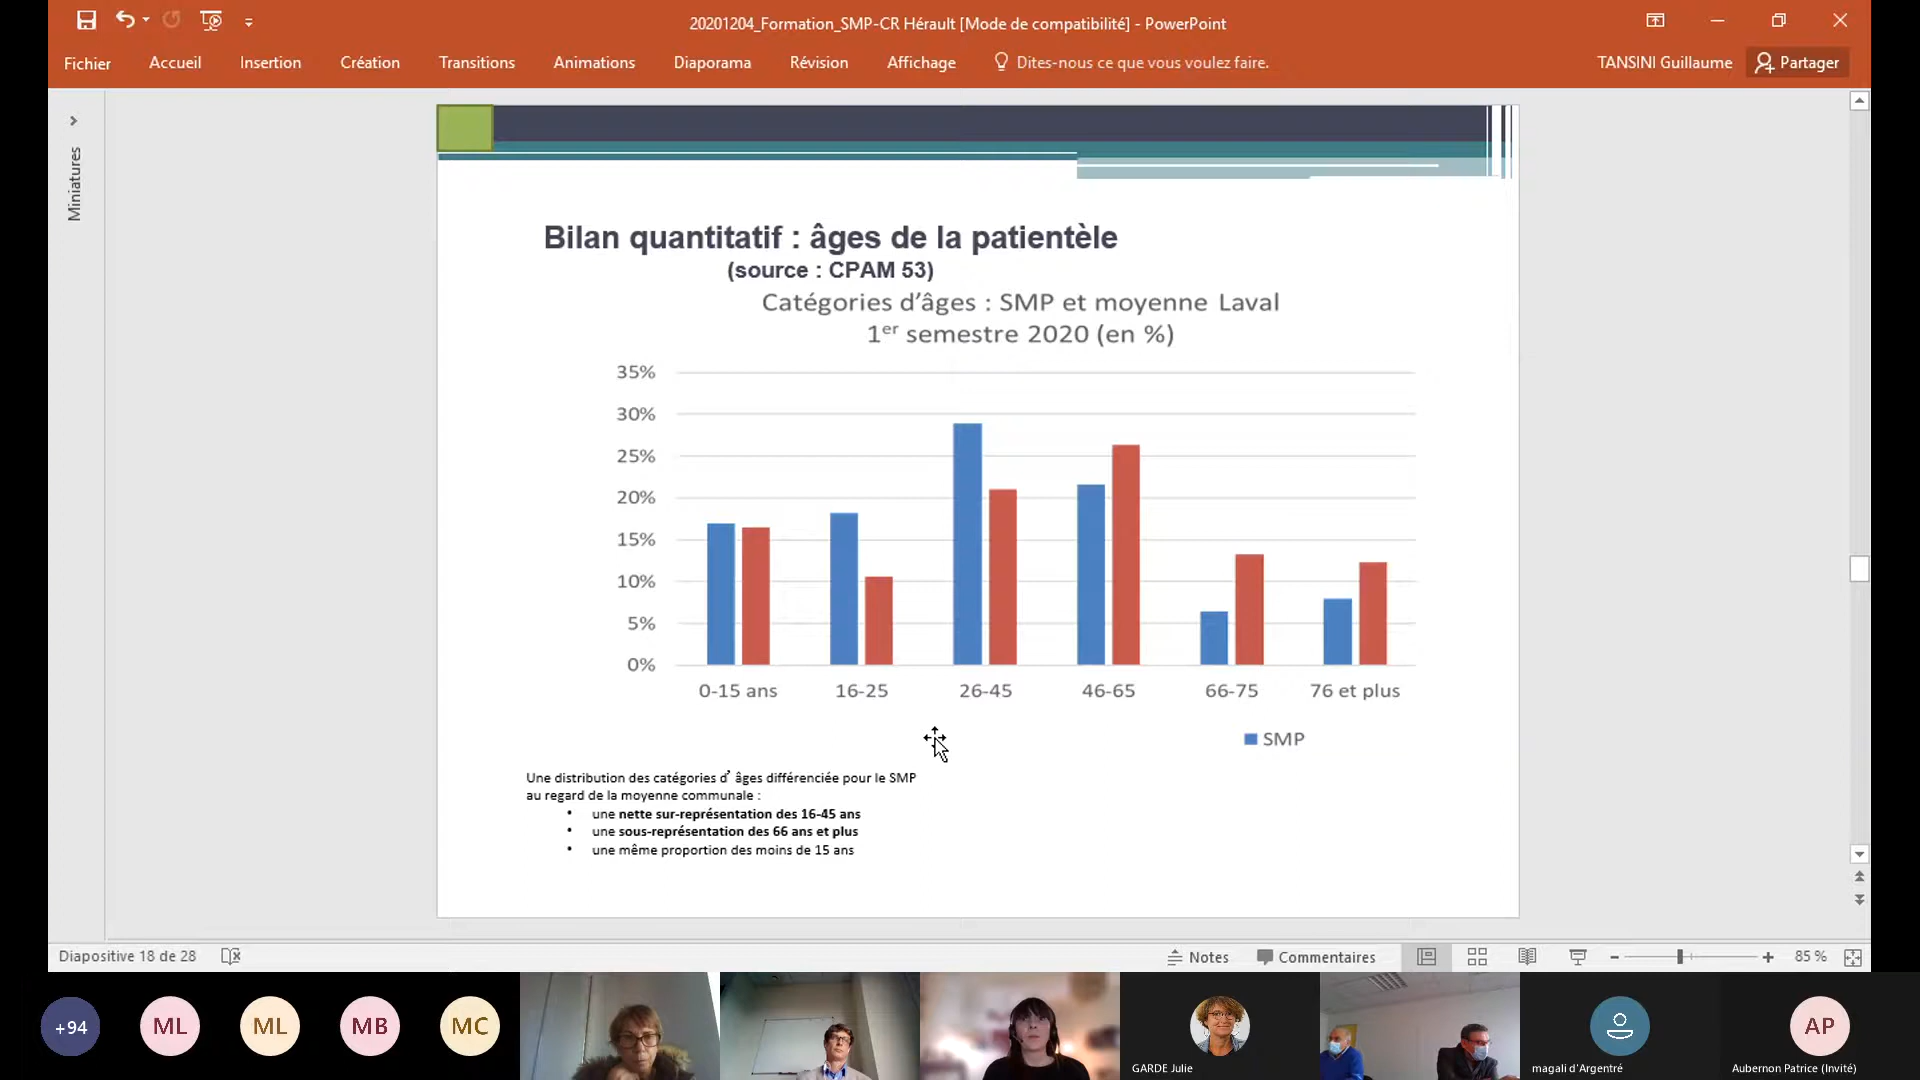 20201204_Formation_SMP-CR Hérault [Mode de compatibilité] - PowerPoint
Fichier Accueil Insertion Création Transitions Animations Diaporama Révision Affichage Dites-nous ce que vous voulez faire. TANSINI Guillaume Partager
Miniatures
Bilan quantitatif : âges de la patientèle
(source : CPAM 53)
Catégories d’âges : SMP et moyenne Laval
1er semestre 2020 (en %)
35%
30%
25%
20%
15%
10%
5%
0%
0-15 ans 16-25 26-45 46-65 66-75 76 et plus
SMP
Une distribution des catégories d’ âges différenciée pour le SMP
au regard de la moyenne communale :
• une nette sur-représentation des 16-45 ans
• une sous-représentation des 66 ans et plus
• une même proportion des moins de 15 ans
Diapositive 18 de 28 Notes Commentaires 85 %
+94 ML ML MB MC AP
GARDE Julie magali d'Argentré Aubernon Patrice (Invité)